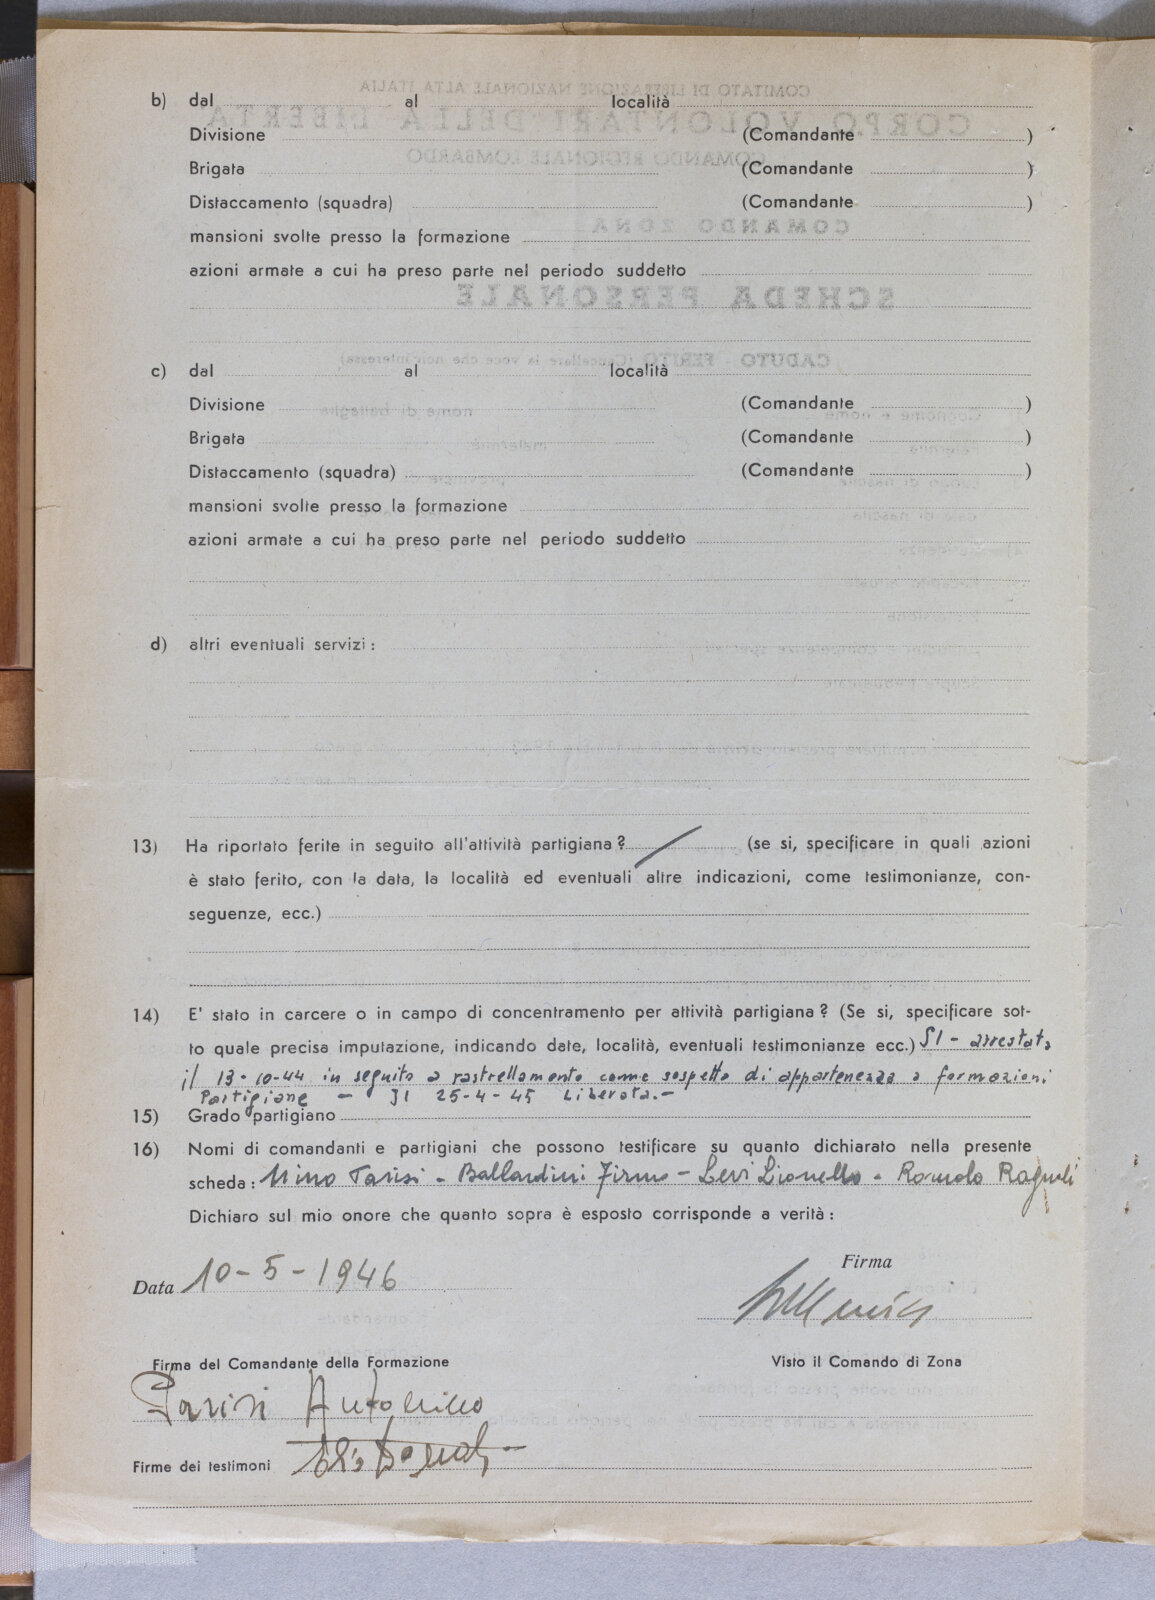 b) dal al località
Divisione (Comandante )
Brigata (Comandante )
Distaccamento (squadra) (Comandante )
mansioni svolte presso la formazione
azioni armate a cui ha preso parte nel periodo suddetto
c) dal al località
Divisione (Comandante )
Brigata (Comandante )
Distaccamento (squadra) (Comandante )
mansioni svolte presso la formazione
azioni armate a cui ha preso parte nel periodo suddetto
d) altri eventuali servizi :
13) Ha riportato ferite in seguito all'attività partigiana ? / (se si, specificare in quali azioni
è stato ferito, con la data, la località ed eventuali altre indicazioni, come testimonianze, con-
seguenze, ecc.)
14) E' stato in carcere o in campo di concentramento per attività partigiana ? (Se si, specificare sot-
to quale precisa imputazione, indicando date, località, eventuali testimonianze ecc.) SI - arrestata
il 13-10-44 in seguito a rastrellamento come sospetto di appartenenza a formazioni
Partigiane - Il 25-4-45 Liberata.-
15) Grado partigiano
16) Nomi di comandanti e partigiani che possono testificare su quanto dichiarato nella presente
scheda : Nino Parisi - Ballardini Firmo - Levi Lionello - Romolo Ragnoli
Dichiaro sul mio onore che quanto sopra è esposto corrisponde a verità :
Data 10-5-1946
Firma
Firma del Comandante della Formazione Visto il Comando di Zona
Parisi Antonino
Firme dei testimoni